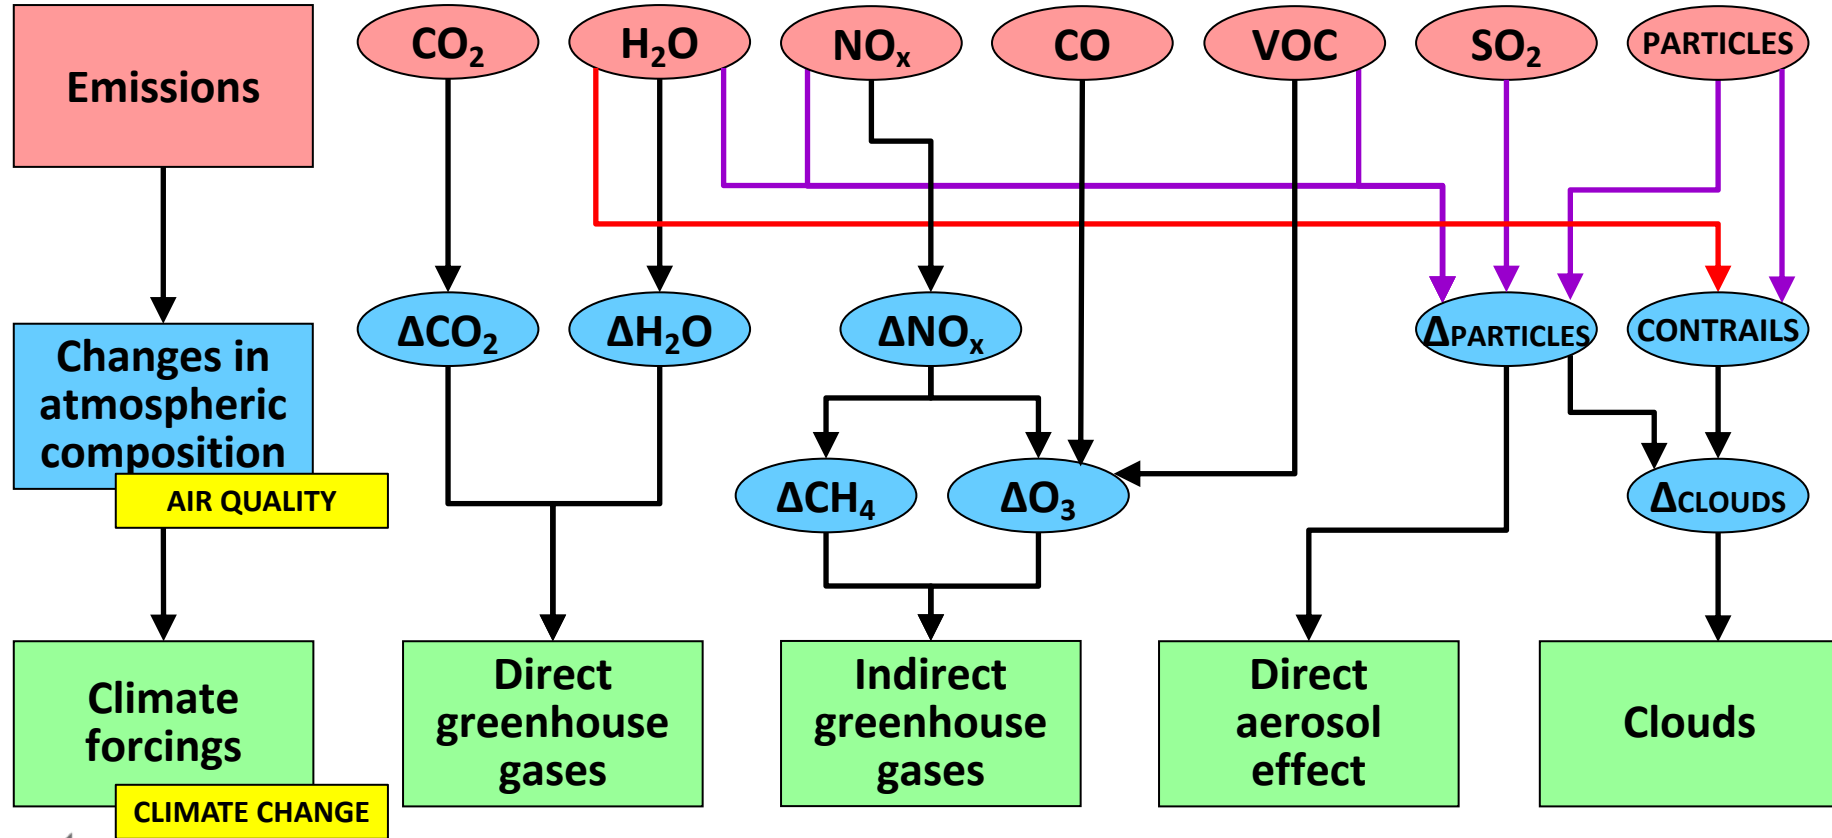 Emissions
CO₂
H₂O
NOₓ
CO
VOC
SO₂
PARTICLES
Changes in
atmospheric
composition
AIR QUALITY
ΔCO₂
ΔH₂O
ΔNOₓ
ΔPARTICLES
CONTRAILS
ΔCH₄
ΔO₃
ΔCLOUDS
Climate
forcings
CLIMATE CHANGE
Direct
greenhouse
gases
Indirect
greenhouse
gases
Direct
aerosol
effect
Clouds